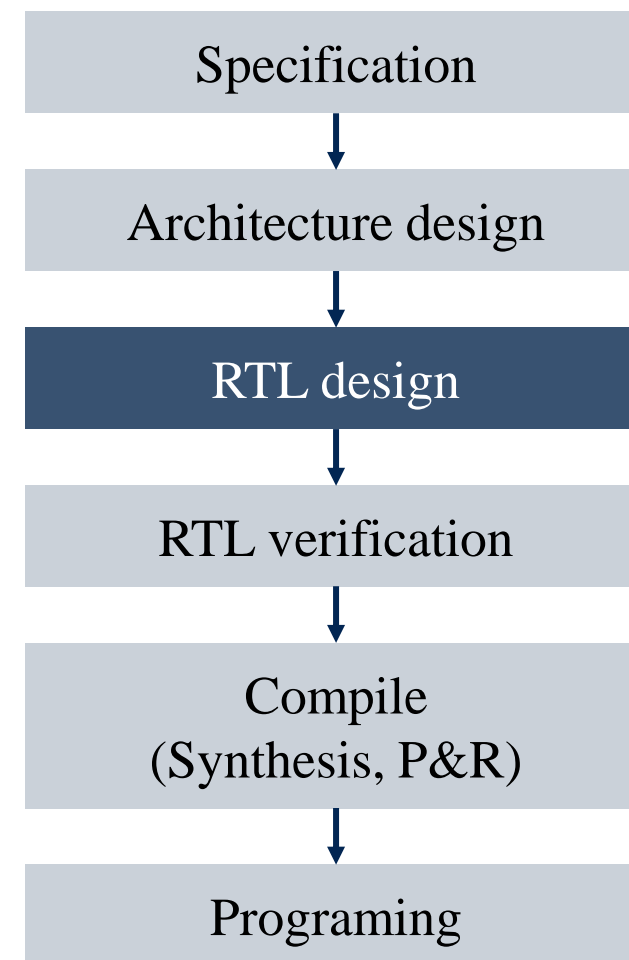 Specification
Architecture design
RTL design
RTL verification
Compile
(Synthesis, P&R)
Programing